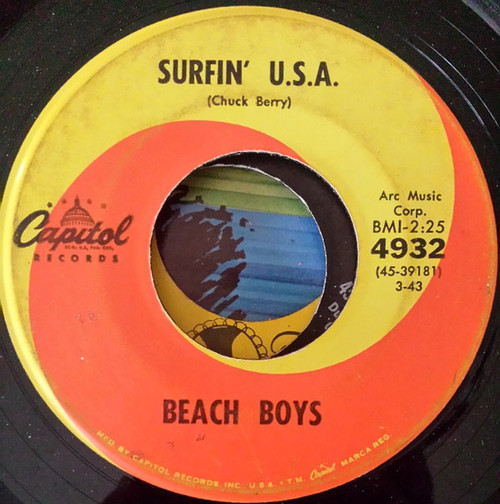 SURFIN' U.S.A.
(Chuck Berry)
Capitol
RECORDS
Arc Music
Corp.
BMI-2:25
4932
(45-39181)
3-43
BEACH BOYS
MFD. BY CAPITOL RECORDS, INC. U.S.A. • T.M. Capitol MARCA REG.